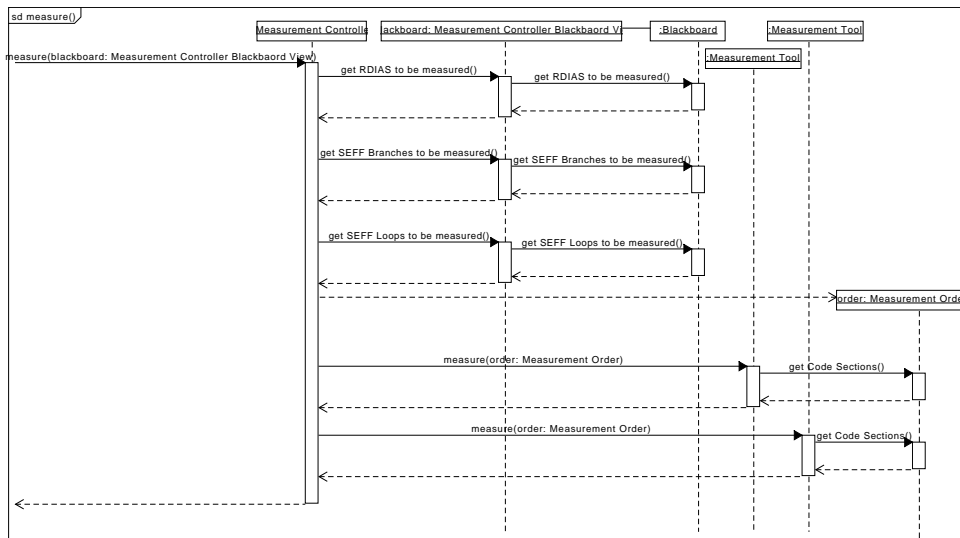 sd measure()
Measurement Controlle
lackboard: Measurement Controller Blackbaord Vi
:Blackboard
:Measurement Tool
:Measurement Tool
measure(blackboard: Measurement Controller Blackbaord View)
get RDIAS to be measured()
get RDIAS to be measured()
get SEFF Branches to be measured()
get SEFF Branches to be measured()
get SEFF Loops to be measured()
get SEFF Loops to be measured()
order: Measurement Orde
measure(order: Measurement Order)
get Code Sections()
measure(order: Measurement Order)
get Code Sections()